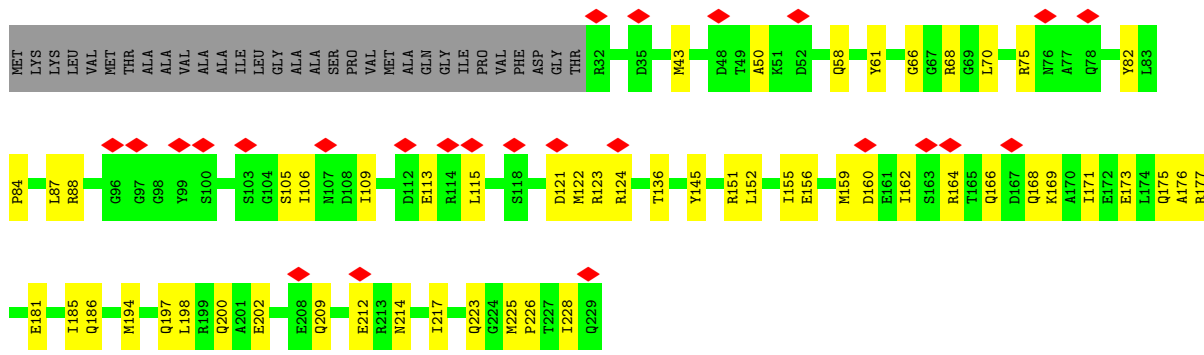 MET LYS LYS LEU VAL MET THR ALA ALA VAL ALA ALA ILE LEU GLY ALA ALA SER PRO VAL MET ALA GLN GLY ILE PRO VAL PHE ASP GLY THR R32 D35 M43 D48 T49 A50 K51 D52 Q58 Y61 G66 G67 R68 G69 L70 R75 N76 A77 Q78 Y82 L83
P84 L87 R88 G96 G97 G98 Y99 S100 S103 G104 S105 I106 N107 D108 I109 D112 E113 R114 L115 S118 D121 M122 R123 R124 T136 Y145 R151 L152 I155 E156 M159 D160 E161 I162 S163 R164 T165 Q166 D167 Q168 K169 A170 I171 E172 E173 L174 Q175 A176 R177
E181 I185 Q186 M194 Q197 L198 R199 Q200 A201 E202 E208 Q209 E212 R213 N214 I217 Q223 G224 M225 P226 T227 I228 Q229